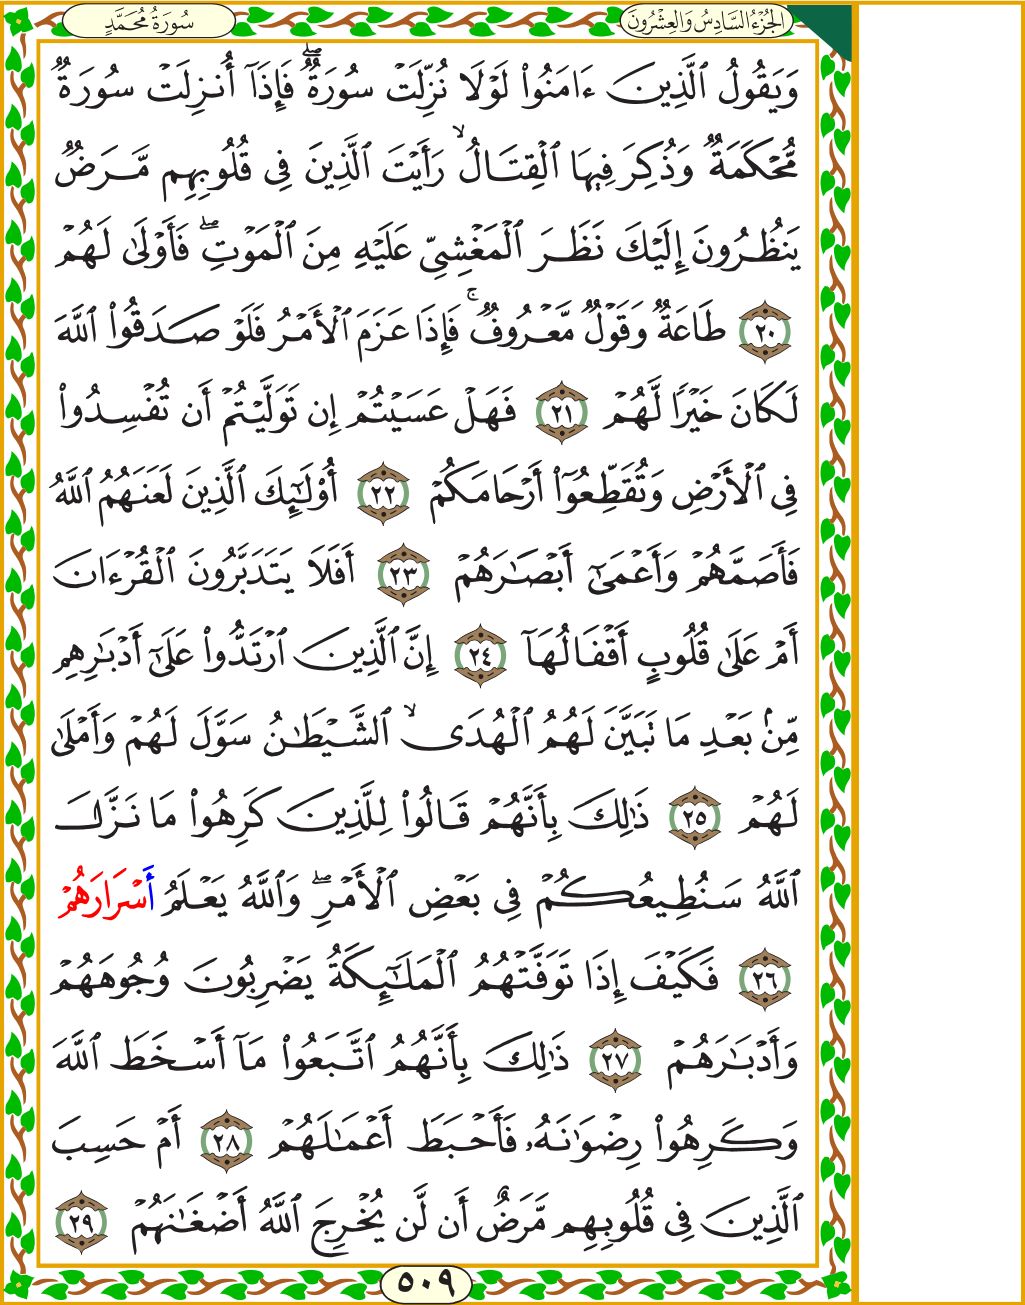 سُورَةُ مُحَمَّدٍ
الجُزْءُ السَّادِسُ وَالعِشْرُونَ
وَيَقُولُ ٱلَّذِينَ ءَامَنُوا۟ لَوْلَا نُزِّلَتْ سُورَةٌۖ فَإِذَآ أُنزِلَتْ سُورَةٌ
مُّحْكَمَةٌ وَذُكِرَ فِيهَا ٱلْقِتَالُۙ رَأَيْتَ ٱلَّذِينَ فِى قُلُوبِهِم مَّرَضٌ
يَنظُرُونَ إِلَيْكَ نَظَرَ ٱلْمَغْشِىِّ عَلَيْهِ مِنَ ٱلْمَوْتِۖ فَأَوْلَىٰ لَهُمْ
٢٠ طَاعَةٌ وَقَوْلٌ مَّعْرُوفٌۚ فَإِذَا عَزَمَ ٱلْأَمْرُ فَلَوْ صَدَقُوا۟ ٱللَّهَ
لَكَانَ خَيْرًا لَّهُمْ ٢١ فَهَلْ عَسَيْتُمْ إِن تَوَلَّيْتُمْ أَن تُفْسِدُوا۟
فِى ٱلْأَرْضِ وَتُقَطِّعُوٓا۟ أَرْحَامَكُمْ ٢٢ أُو۟لَٰٓئِكَ ٱلَّذِينَ لَعَنَهُمُ ٱللَّهُ
فَأَصَمَّهُمْ وَأَعْمَىٰٓ أَبْصَٰرَهُمْ ٢٣ أَفَلَا يَتَدَبَّرُونَ ٱلْقُرْءَانَ
أَمْ عَلَىٰ قُلُوبٍ أَقْفَالُهَآ ٢٤ إِنَّ ٱلَّذِينَ ٱرْتَدُّوا۟ عَلَىٰٓ أَدْبَٰرِهِم
مِّنۢ بَعْدِ مَا تَبَيَّنَ لَهُمُ ٱلْهُدَىۙ ٱلشَّيْطَٰنُ سَوَّلَ لَهُمْ وَأَمْلَىٰ
لَهُمْ ٢٥ ذَٰلِكَ بِأَنَّهُمْ قَالُوا۟ لِلَّذِينَ كَرِهُوا۟ مَا نَزَّلَ
ٱللَّهُ سَنُطِيعُكُمْ فِى بَعْضِ ٱلْأَمْرِۖ وَٱللَّهُ يَعْلَمُ أَسْرَارَهُمْ
٢٦ فَكَيْفَ إِذَا تَوَفَّتْهُمُ ٱلْمَلَٰٓئِكَةُ يَضْرِبُونَ وُجُوهَهُمْ
وَأَدْبَٰرَهُمْ ٢٧ ذَٰلِكَ بِأَنَّهُمُ ٱتَّبَعُوا۟ مَآ أَسْخَطَ ٱللَّهَ
وَكَرِهُوا۟ رِضْوَٰنَهُۥ فَأَحْبَطَ أَعْمَٰلَهُمْ ٢٨ أَمْ حَسِبَ
ٱلَّذِينَ فِى قُلُوبِهِم مَّرَضٌ أَن لَّن يُخْرِجَ ٱللَّهُ أَضْغَٰنَهُمْ ٢٩
٥٠٩